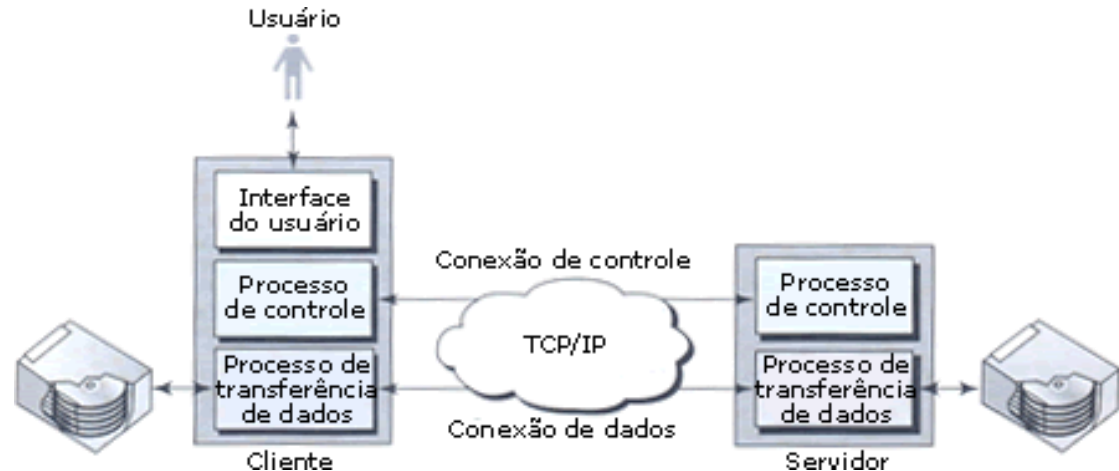 Usuário
Interface
do usuário
Conexão de controle
Processo
de controle
Processo
de controle
TCP/IP
Processo de
transferência
de dados
Processo de
transferência
de dados
Conexão de dados
Cliente
Servidor